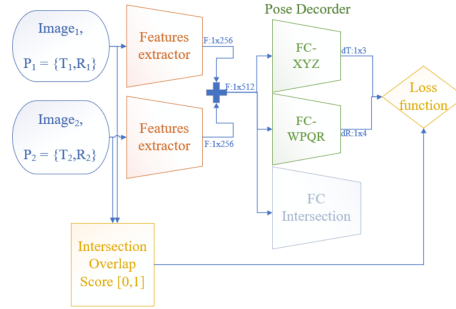 Pose Decorder
Image₁,
P₁ = {T₁,R₁}
Features
extractor
F:1x256
FC-
XYZ
dT:1x3
F:1x512
Loss
function
Image₂,
P₂ = {T₂,R₂}
Features
extractor
F:1x256
FC-
WPQR
dR:1x4
FC
Intersection
Intersection
Overlap
Score [0,1]